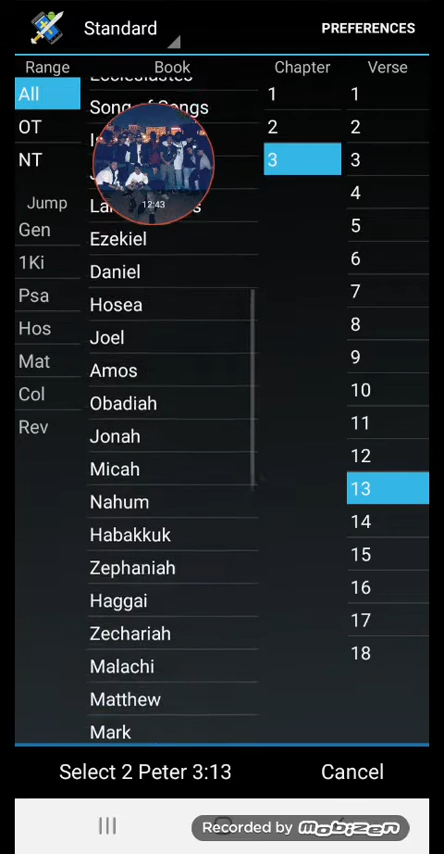 Standard
PREFERENCES
Range
Book
Chapter
Verse
All
OT
NT
Jump
Gen
1Ki
Psa
Hos
Mat
Col
Rev
Ecclesiastes
Song of Songs
Ezekiel
Daniel
Hosea
Joel
Amos
Obadiah
Jonah
Micah
Nahum
Habakkuk
Zephaniah
Haggai
Zechariah
Malachi
Matthew
Mark
12:43
1
2
3
1
2
3
4
5
6
7
8
9
10
11
12
13
14
15
16
17
18
Select 2 Peter 3:13
Cancel
Recorded by MOBIZEN